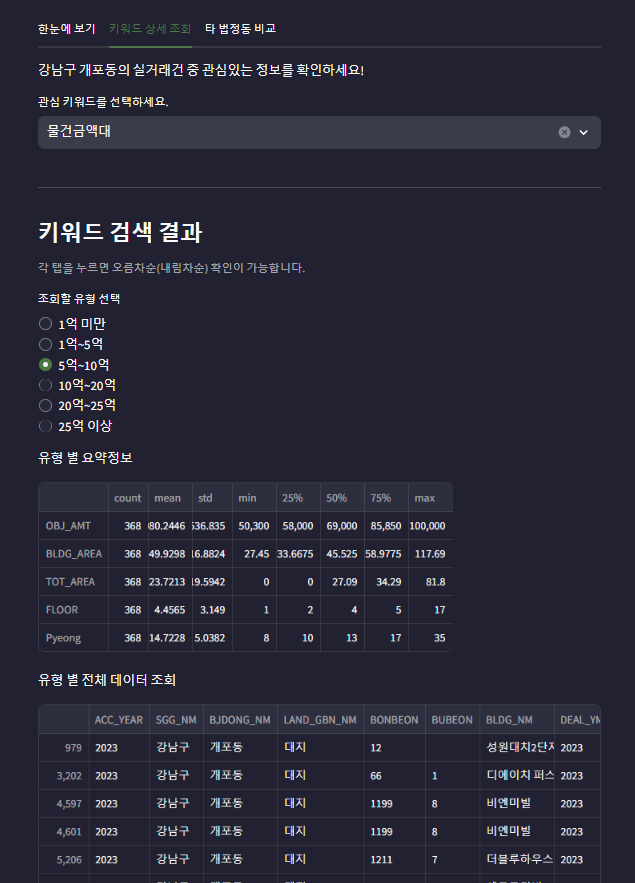 한눈에 보기 키워드 상세 조회 타 법정동 비교
강남구 개포동의 실거래건 중 관심있는 정보를 확인하세요!
관심 키워드를 선택하세요.
물건금액대
키워드 검색 결과
각 탭을 누르면 오름차순(내림차순) 확인이 가능합니다.
조회할 유형 선택
1억 미만
1억~5억
5억~10억
10억~20억
20억~25억
25억 이상
유형 별 요약정보
count mean std min 25% 50% 75% max
OBJ_AMT 368 80.2446 536.835 50,300 58,000 69,000 85,850 100,000
BLDG_AREA 368 49.9298 16.8824 27.45 33.6675 45.525 58.9775 117.69
TOT_AREA 368 23.7213 19.5942 0 0 27.09 34.29 81.8
FLOOR 368 4.4565 3.149 1 2 4 5 17
Pyeong 368 14.7228 5.0382 8 10 13 17 35
유형 별 전체 데이터 조회
ACC_YEAR SGG_NM BJDONG_NM LAND_GBN_NM BONBEON BUBEON BLDG_NM DEAL_YM
979 2023 강남구 개포동 대지 12 성원대치2단지 2023
3,202 2023 강남구 개포동 대지 66 1 디에이치 퍼스 2023
4,597 2023 강남구 개포동 대지 1199 8 비엔미빌 2023
4,601 2023 강남구 개포동 대지 1199 8 비엔미빌 2023
5,206 2023 강남구 개포동 대지 1211 7 더블루하우스 2023